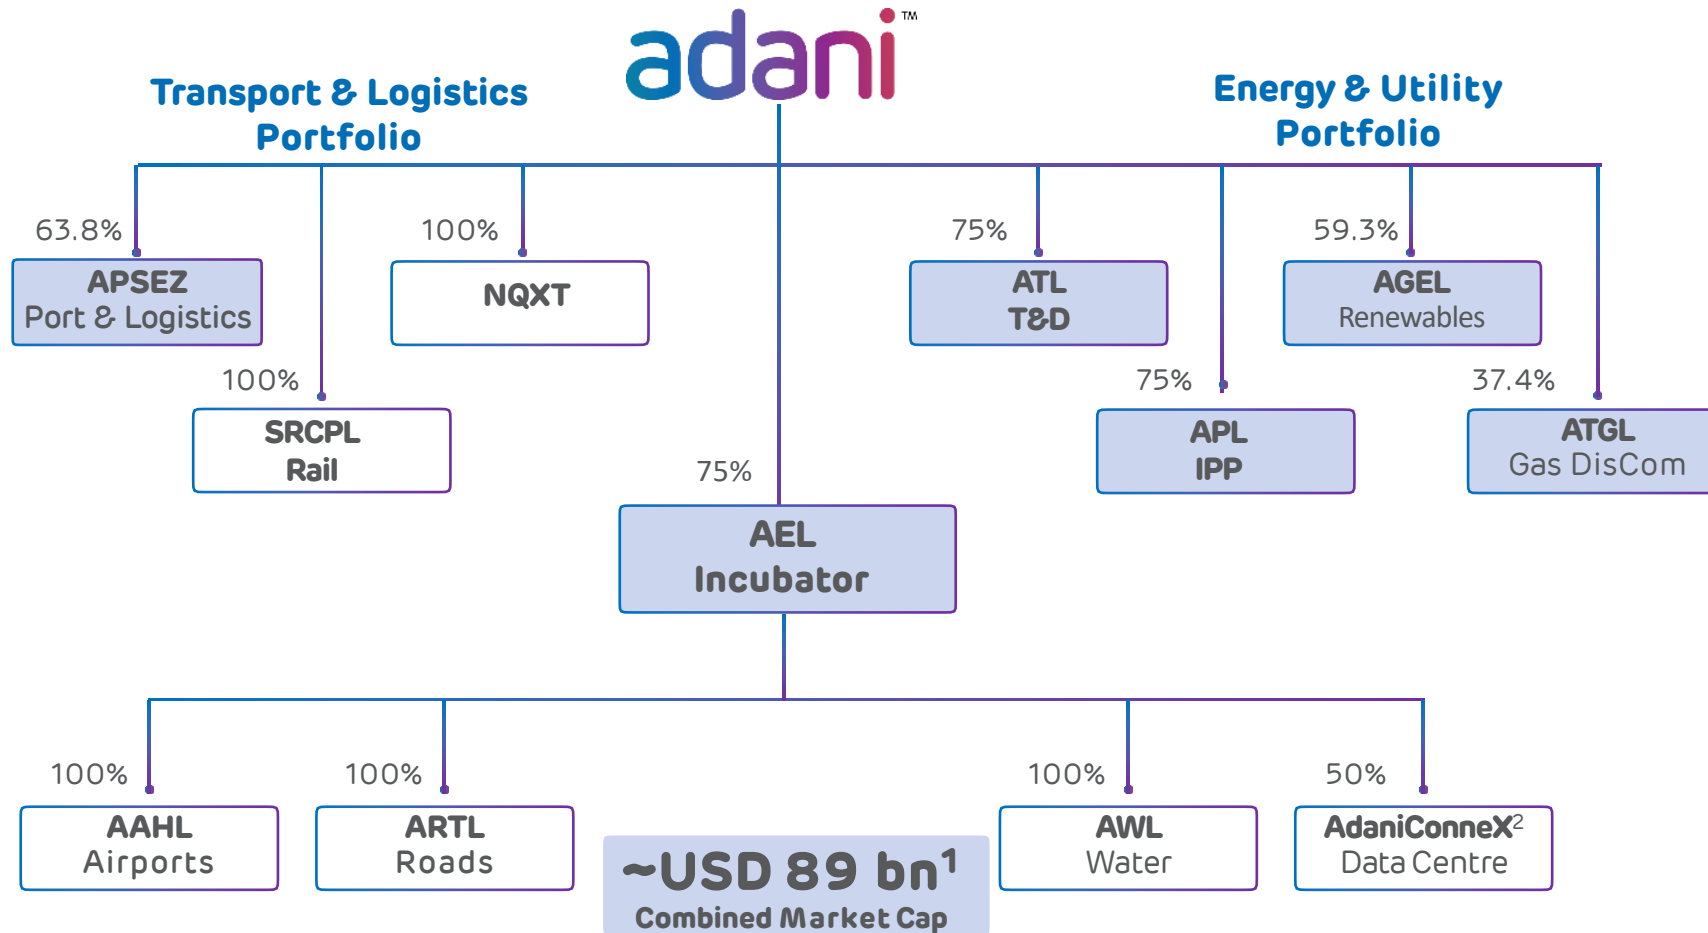 adani™
Transport & Logistics
Portfolio
Energy & Utility
Portfolio
63.8%
APSEZ
Port & Logistics
100%
SRCPL
Rail
100%
NQXT
75%
ATL
T&D
75%
APL
IPP
59.3%
AGEL
Renewables
37.4%
ATGL
Gas DisCom
75%
AEL
Incubator
100%
AAHL
Airports
100%
ARTL
Roads
100%
AWL
Water
50%
AdaniConneX²
Data Centre
~USD 89 bn¹
Combined Market Cap